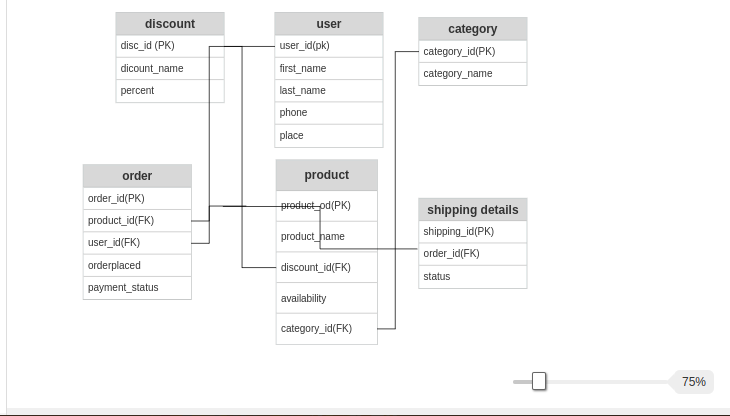 discount
disc_id (PK)
dicount_name
percent
user
user_id(pk)
first_name
last_name
phone
place
category
category_id(PK)
category_name
order
order_id(PK)
product_id(FK)
user_id(FK)
orderplaced
payment_status
product
product_od(PK)
product_name
discount_id(FK)
availability
category_id(FK)
shipping details
shipping_id(PK)
order_id(FK)
status
75%